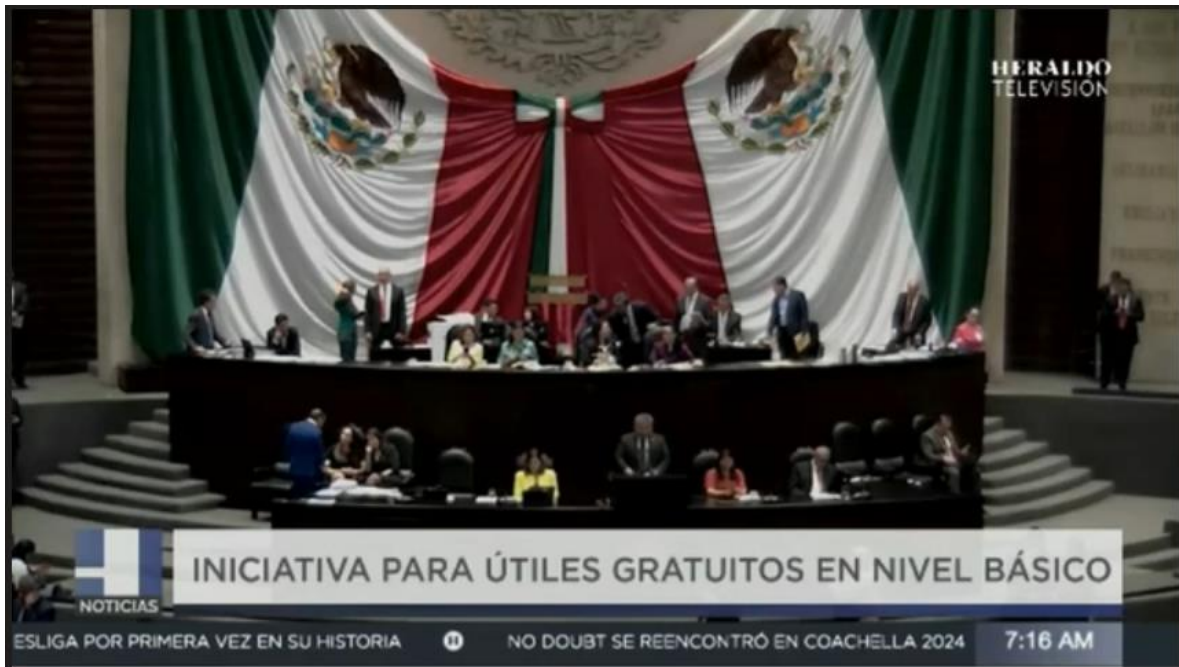 HERALDO
TELEVISIÓN
INICIATIVA PARA ÚTILES GRATUITOS EN NIVEL BÁSICO
NOTICIAS
ESLIGA POR PRIMERA VEZ EN SU HISTORIA
NO DOUBT SE REENCONTRÓ EN COACHELLA 2024
7:16 AM